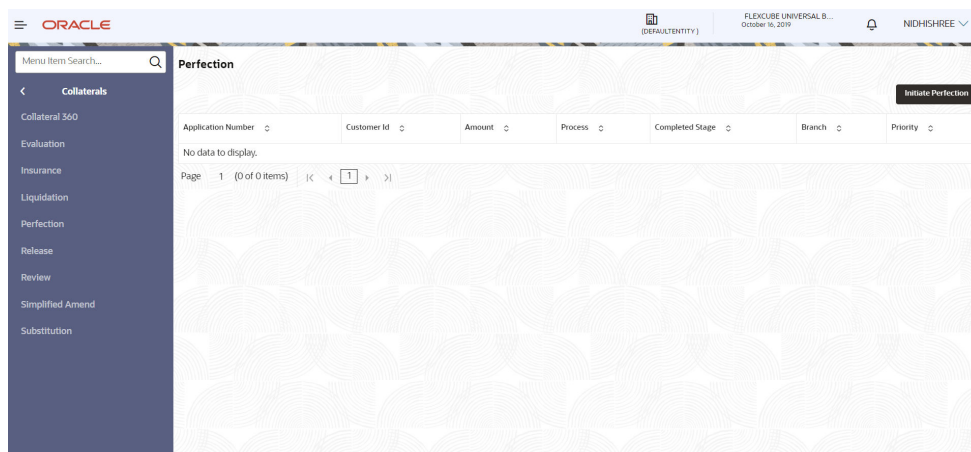 ORACLE
(DEFAULTENTITY )
FLEXCUBE UNIVERSAL B...
October 16, 2019
NIDHISHREE
Menu Item Search...
Collaterals
Collateral 360
Evaluation
Insurance
Liquidation
Perfection
Release
Review
Simplified Amend
Substitution
Perfection
Initiate Perfection
Application Number Customer Id Amount Process Completed Stage Branch Priority
No data to display.
Page 1 (0 of 0 items) 1